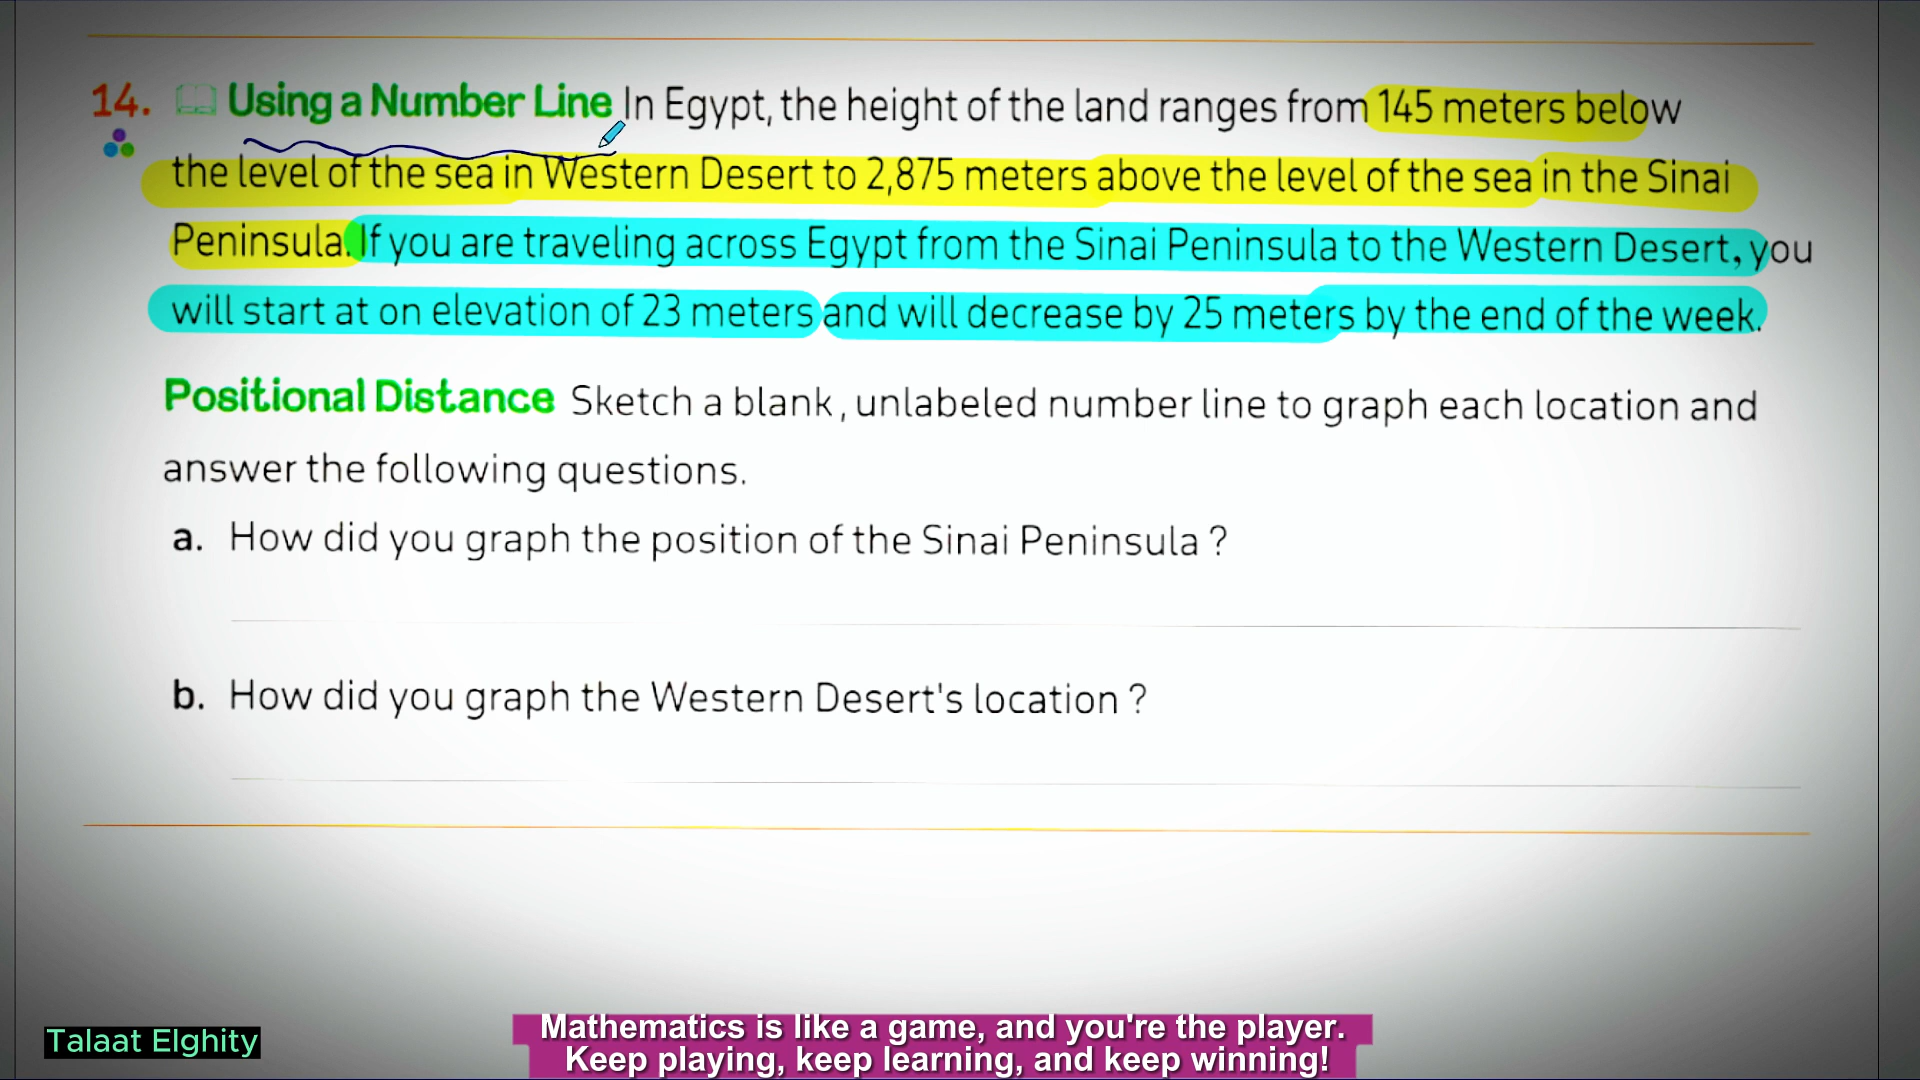 14. Using a Number Line In Egypt, the height of the land ranges from 145 meters below
the level of the sea in Western Desert to 2,875 meters above the level of the sea in the Sinai
Peninsula. If you are traveling across Egypt from the Sinai Peninsula to the Western Desert, you
will start at on elevation of 23 meters and will decrease by 25 meters by the end of the week.
Positional Distance Sketch a blank, unlabeled number line to graph each location and
answer the following questions.
a. How did you graph the position of the Sinai Peninsula ?
b. How did you graph the Western Desert's location ?
Talaat Elghity
Mathematics is like a game, and you're the player.
Keep playing, keep learning, and keep winning!